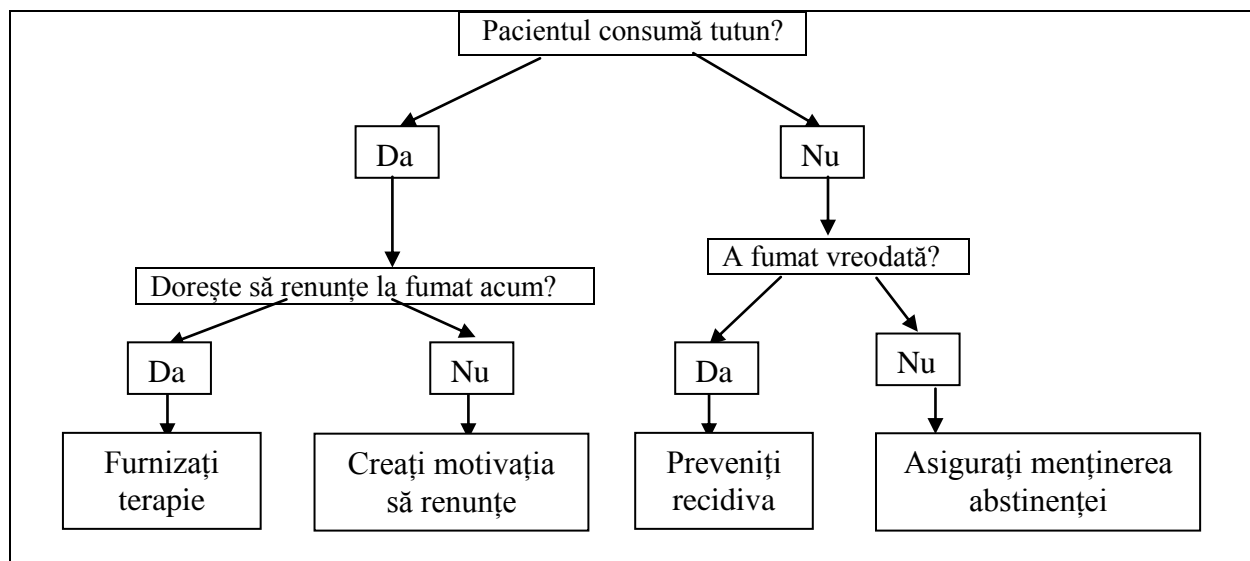 Pacientul consumă tutun?
Da
Nu
A fumat vreodată?
Dorește să renunțe la fumat acum?
Da
Nu
Da
Nu
Furnizați
terapie
Creați motivația
să renunțe
Preveniți
recidiva
Asigurați menținerea
abstinenței